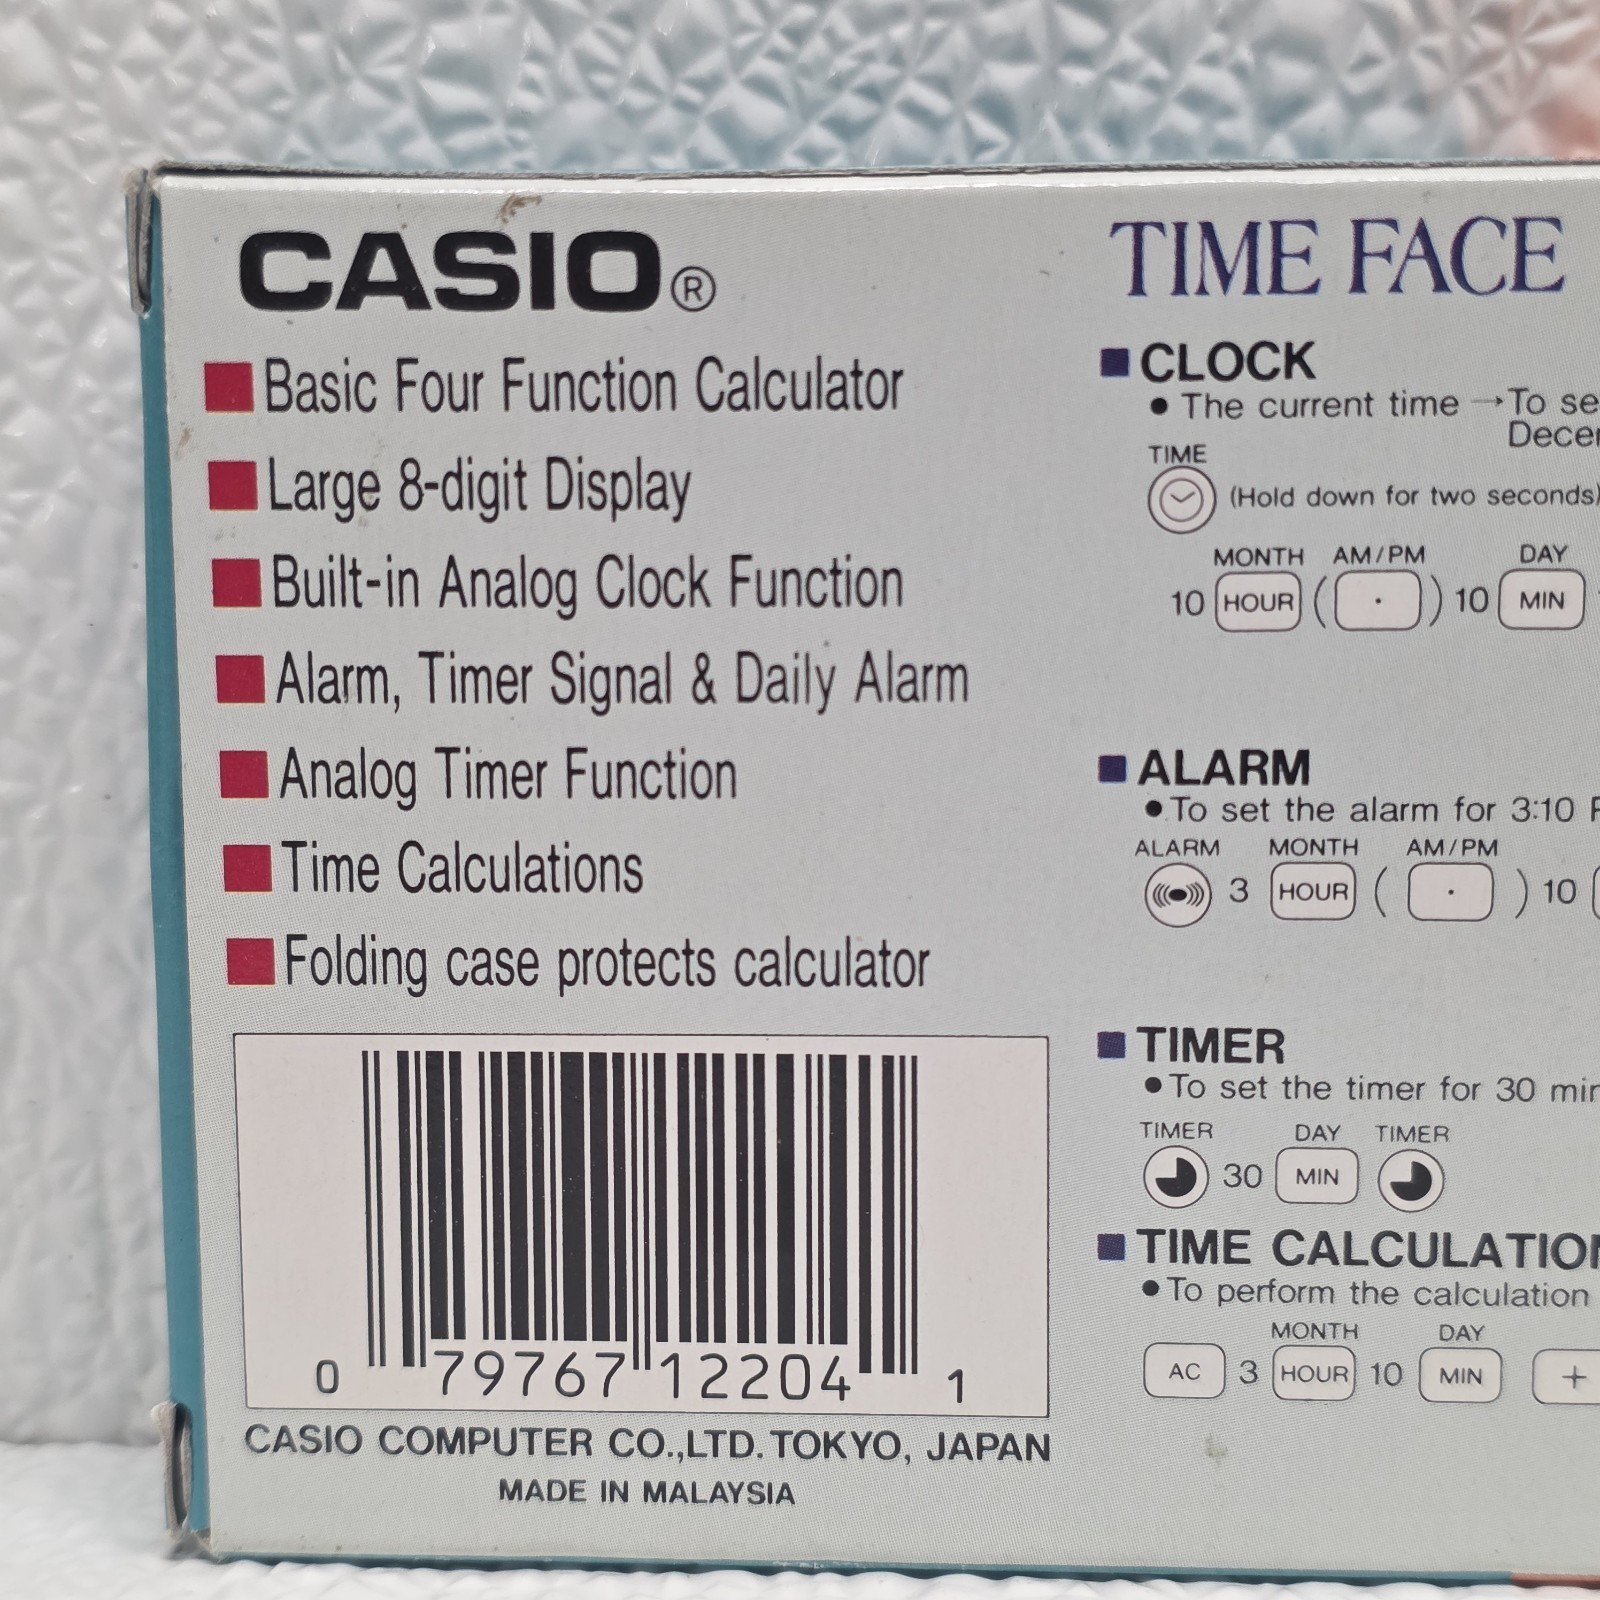 CASIO®
Basic Four Function Calculator
Large 8-digit Display
Built-in Analog Clock Function
Alarm, Timer Signal & Daily Alarm
Analog Timer Function
Time Calculations
Folding case protects calculator
0 79767 12204 1
CASIO COMPUTER CO.,LTD. TOKYO, JAPAN
MADE IN MALAYSIA
TIME FACE
CLOCK
• The current time →To
TIME
(Hold down for two seconds)
MONTH AM/PM DAY
10 HOUR ( · ) 10 MIN
ALARM
• To set the alarm for 3:10
ALARM MONTH AM/PM
3 HOUR ( · ) 10
TIMER
• To set the timer for 30
TIMER DAY TIMER
30 MIN
TIME
• To perform the calculation
MONTH DAY
AC 3 HOUR 10 MIN +